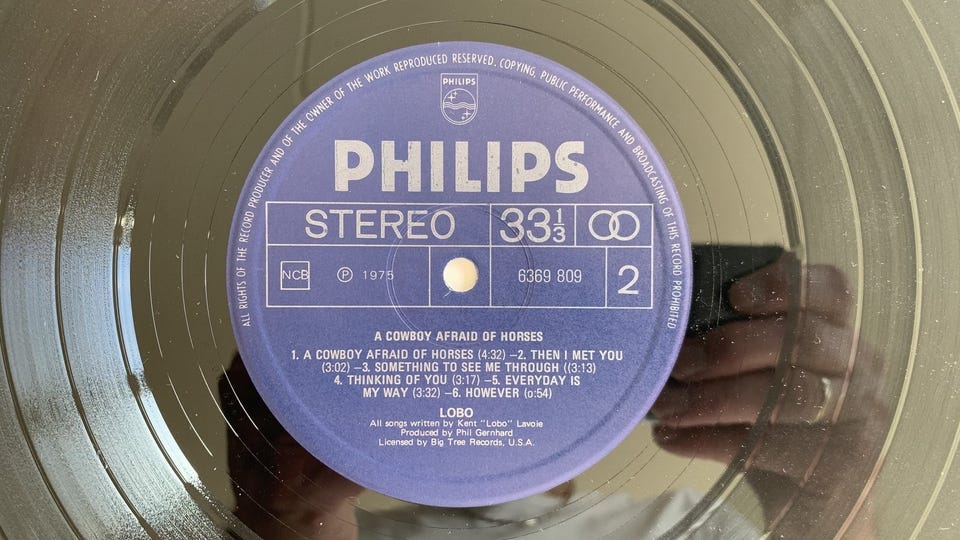 ALL RIGHTS OF THE RECORD PRODUCER AND OF THE OWNER OF THE WORK REPRODUCED RESERVED. COPYING, PUBLIC PERFORMANCE AND BROADCASTING OF THIS RECORD PROHIBITED
PHILIPS
PHILIPS
STEREO 33 1/3
NCB Ⓟ 1975 6369 809 2
A COWBOY AFRAID OF HORSES
1. A COWBOY AFRAID OF HORSES (4:32) –2. THEN I MET YOU
(3:02) –3. SOMETHING TO SEE ME THROUGH ((3:13)
4. THINKING OF YOU (3:17) –5. EVERYDAY IS
MY WAY (3:32) –6. HOWEVER (o:54)
LOBO
All songs written by Kent "Lobo" Lavoie
Produced by Phil Gernhard
Licensed by Big Tree Records, U.S.A.